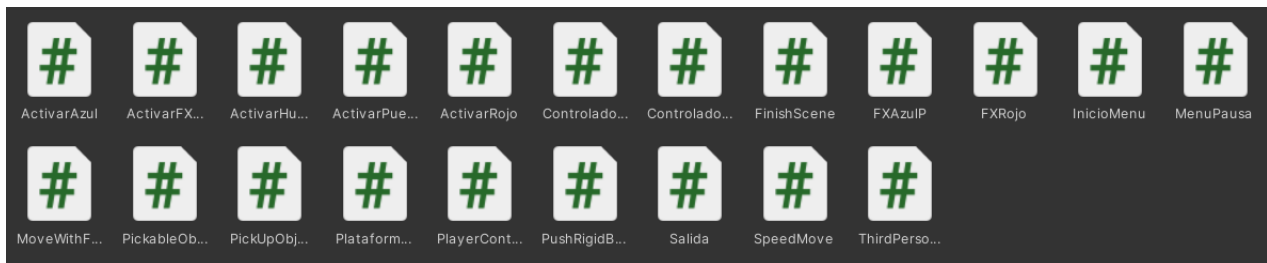 ActivarAzul ActivarFX... ActivarHu... ActivarPue... ActivarRojo Controlado... Controlado... FinishScene FXAzulP FXRojo InicioMenu MenuPausa
MoveWithF... PickableOb... PickUpObj... Plataform... PlayerCont... PushRigidB... Salida SpeedMove ThirdPerso...